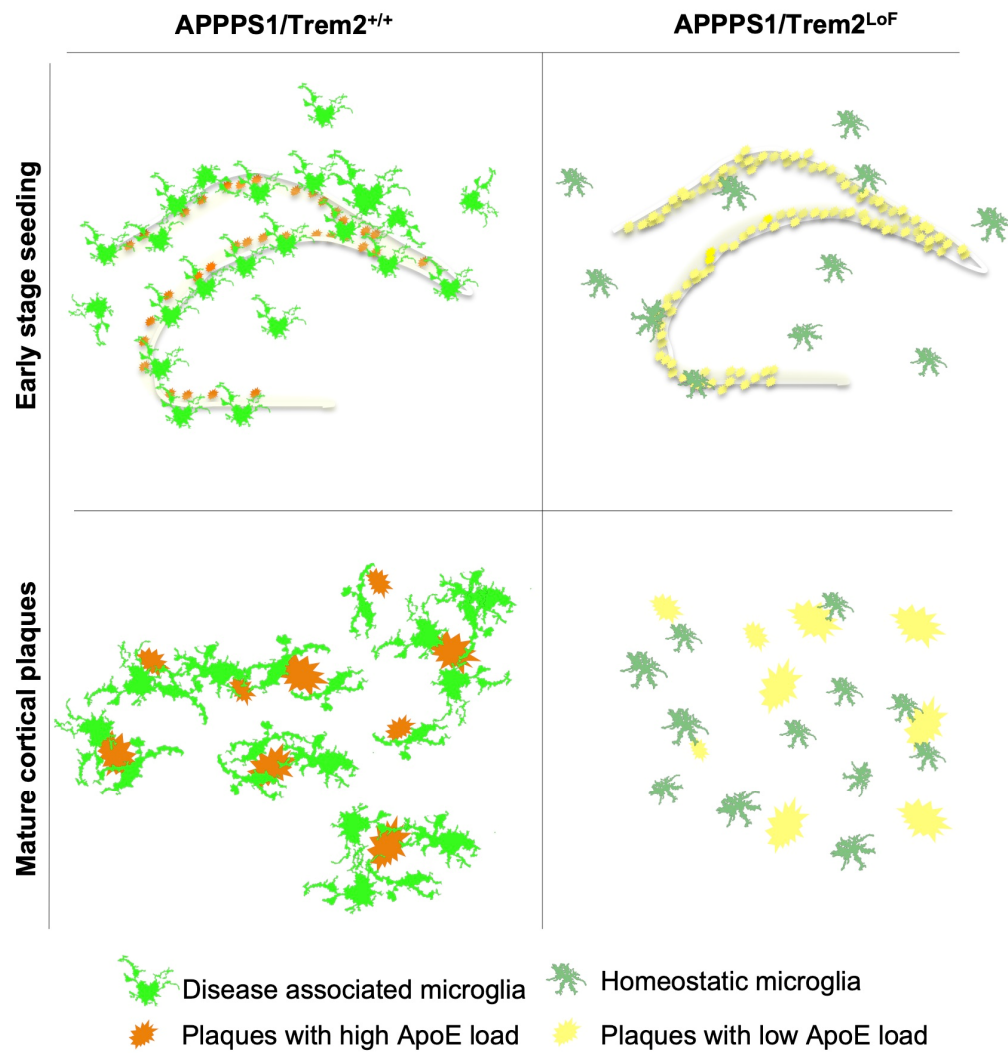 APPPS1/Trem2+/+
APPPS1/Trem2LoF
Early stage seeding
Mature cortical plaques
Disease associated microglia
Homeostatic microglia
Plaques with high ApoE load
Plaques with low ApoE load